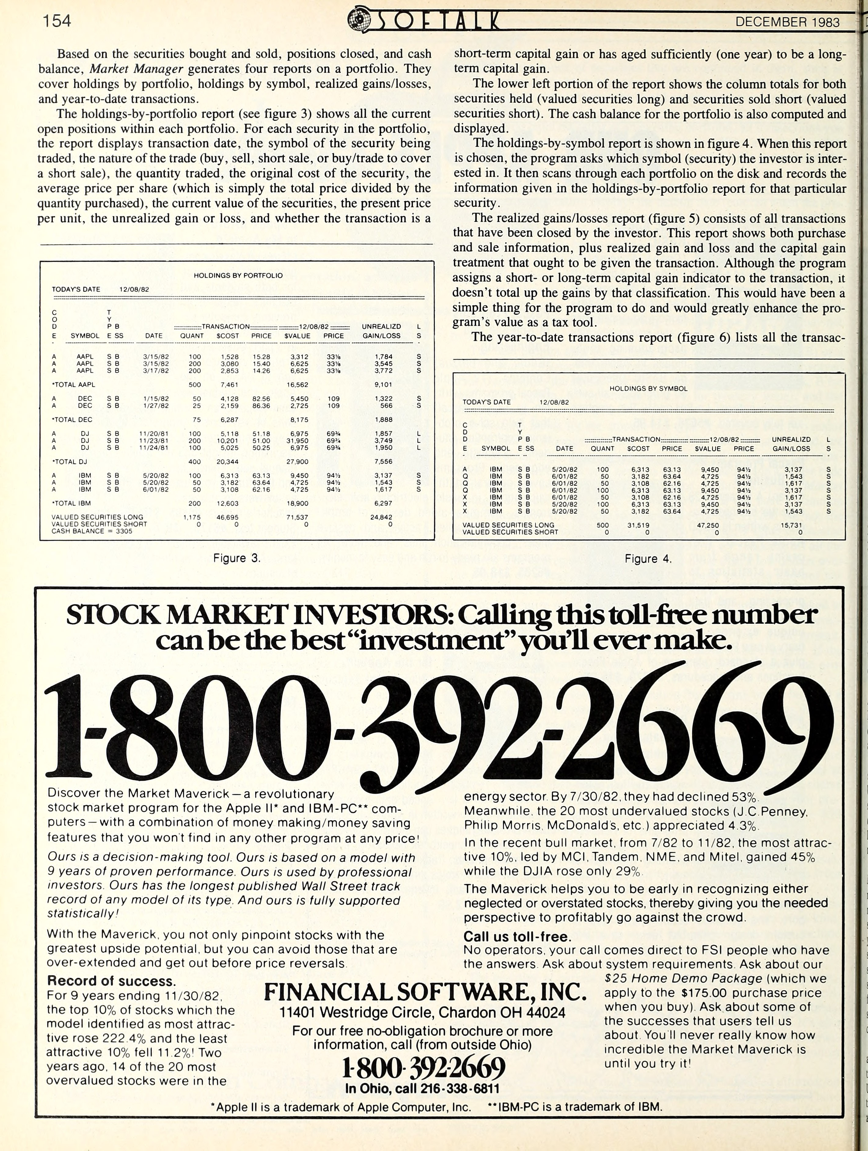 154
SOFTALK
DECEMBER 1983
Based on the securities bought and sold, positions closed, and cash
balance, Market Manager generates four reports on a portfolio. They
cover holdings by portfolio, holdings by symbol, realized gains/losses,
and year-to-date transactions.
The holdings-by-portfolio report (see figure 3) shows all the current
open positions within each portfolio. For each security in the portfolio,
the report displays transaction date, the symbol of the security being
traded, the nature of the trade (buy, sell, short sale, or buy/trade to cover
a short sale), the quantity traded, the original cost of the security, the
average price per share (which is simply the total price divided by the
quantity purchased), the current value of the securities, the present price
per unit, the unrealized gain or loss, and whether the transaction is a
short-term capital gain or has aged sufficiently (one year) to be a long-
term capital gain.
The lower left portion of the report shows the column totals for both
securities held (valued securities long) and securities sold short (valued
securities short). The cash balance for the portfolio is also computed and
displayed.
The holdings-by-symbol report is shown in figure 4. When this report
is chosen, the program asks which symbol (security) the investor is inter-
ested in. It then scans through each portfolio on the disk and records the
information given in the holdings-by-portfolio report for that particular
security.
The realized gains/losses report (figure 5) consists of all transactions
that have been closed by the investor. This report shows both purchase
and sale information, plus realized gain and loss and the capital gain
treatment that ought to be given the transaction. Although the program
assigns a short- or long-term capital gain indicator to the transaction, it
doesn't total up the gains by that classification. This would have been a
simple thing for the program to do and would greatly enhance the pro-
gram's value as a tax tool.
The year-to-date transactions report (figure 6) lists all the transac-
HOLDINGS BY PORTFOLIO
TODAY'S DATE 12/08/82
C T
O Y
D P B TRANSACTION 12/08/82 UNREALIZD L
E SYMBOL E SS DATE QUANT $COST PRICE $VALUE PRICE GAIN/LOSS S
A AAPL S B 3/15/82 100 1,528 15.28 3,312 33⅛ 1,784 S
A AAPL S B 3/15/82 200 3,080 15.40 6,625 33⅛ 3,545 S
A AAPL S B 3/17/82 200 2,853 14.26 6,625 33⅛ 3,772 S
*TOTAL AAPL 500 7,461 16,562 9,101
A DEC S B 1/15/82 50 4,128 82.56 5,450 109 1,322 S
A DEC S B 1/27/82 25 2,159 86.36 2,725 109 566 S
*TOTAL DEC 75 6,287 8,175 1,888
A DJ S B 11/20/81 100 5,118 51.18 6,975 69¾ 1,857 L
A DJ S B 11/23/81 200 10,201 51.00 31,950 69¾ 3,749 L
A DJ S B 11/24/81 100 5,025 50.25 6,975 69¾ 1,950 L
*TOTAL DJ 400 20,344 27,900 7,556
A IBM S B 5/20/82 100 6,313 63.13 9,450 94½ 3,137 S
A IBM S B 5/20/82 50 3,182 63.64 4,725 94½ 1,543 S
A IBM S B 6/01/82 50 3,108 62.16 4,725 94½ 1,617 S
*TOTAL IBM 200 12,603 18,900 6,297
VALUED SECURITIES LONG 1,175 46,695 71,537 24,842
VALUED SECURITIES SHORT 0 0 0 0
CASH BALANCE = 3305
Figure 3.
HOLDINGS BY SYMBOL
TODAY'S DATE 12/08/82
C T
O Y
D P B TRANSACTION 12/08/82 UNREALIZD L
E SYMBOL E SS DATE QUANT $COST PRICE $VALUE PRICE GAIN/LOSS S
A IBM S B 5/20/82 100 6,313 63.13 9,450 94½ 3,137 S
Q IBM S B 6/01/82 50 3,182 63.64 4,725 94½ 1,543 S
Q IBM S B 6/01/82 50 3,108 62.16 4,725 94½ 1,617 S
Q IBM S B 6/01/82 100 6,313 63.13 9,450 94½ 3,137 S
X IBM S B 6/01/82 50 3,108 62.16 4,725 94½ 1,617 S
X IBM S B 5/20/82 100 6,313 63.13 9,450 94½ 3,137 S
X IBM S B 5/20/82 50 3,182 63.64 4,725 94½ 1,543 S
VALUED SECURITIES LONG 500 31,519 47,250 15,731
VALUED SECURITIES SHORT 0 0 0 0
Figure 4.
STOCK MARKET INVESTORS: Calling this toll-free number
can be the best "investment" you'll ever make.
1-800-392-2669
Discover the Market Maverick — a revolutionary
stock market program for the Apple II* and IBM-PC** com-
puters — with a combination of money making/money saving
features that you won't find in any other program at any price!
Ours is a decision-making tool. Ours is based on a model with
9 years of proven performance. Ours is used by professional
investors. Ours has the longest published Wall Street track
record of any model of its type. And ours is fully supported
statistically!
With the Maverick, you not only pinpoint stocks with the
greatest upside potential, but you can avoid those that are
over-extended and get out before price reversals.
Record of success.
For 9 years ending 11/30/82,
the top 10% of stocks which the
model identified as most attrac-
tive rose 222.4% and the least
attractive 10% fell 11.2%! Two
years ago, 14 of the 20 most
overvalued stocks were in the
energy sector. By 7/30/82, they had declined 53%.
Meanwhile, the 20 most undervalued stocks (J.C. Penney,
Philip Morris, McDonald's, etc.) appreciated 4.3%.
In the recent bull market, from 7/82 to 11/82, the most attrac-
tive 10%, led by MCI, Tandem, NME, and Mitel, gained 45%
while the DJIA rose only 29%.
The Maverick helps you to be early in recognizing either
neglected or overstated stocks, thereby giving you the needed
perspective to profitably go against the crowd.
Call us toll-free.
No operators, your call comes direct to FSI people who have
the answers. Ask about system requirements. Ask about our
$25 Home Demo Package (which we
apply to the $175.00 purchase price
when you buy). Ask about some of
the successes that users tell us
about. You'll never really know how
incredible the Market Maverick is
until you try it!
FINANCIAL SOFTWARE, INC.
11401 Westridge Circle, Chardon OH 44024
For our free no-obligation brochure or more
information, call (from outside Ohio)
1-800-392-2669
In Ohio, call 216-338-6811
*Apple II is a trademark of Apple Computer, Inc. **IBM-PC is a trademark of IBM.